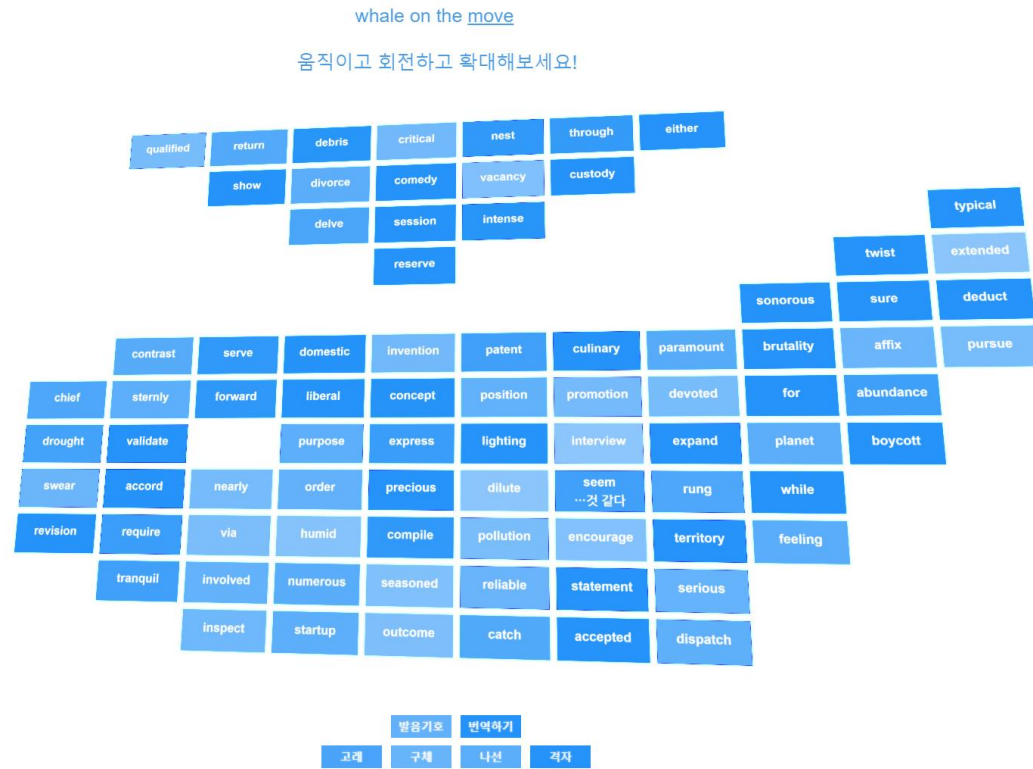 whale on the move
움직이고 회전하고 확대해보세요!
qualified return debris critical nest through either
show divorce comedy vacancy custody
delve session intense
reserve
typical
twist extended
sonorous sure deduct
contrast serve domestic invention patent culinary paramount brutality affix pursue
chief sternly forward liberal concept position promotion devoted for abundance
drought validate purpose express lighting interview expand planet boycott
swear accord nearly order precious dilute seem rung while
…것 같다
revision require via humid compile pollution encourage territory feeling
tranquil involved numerous seasoned reliable statement serious
inspect startup outcome catch accepted dispatch
발음기호 번역하기
고래 구체 나선 격자